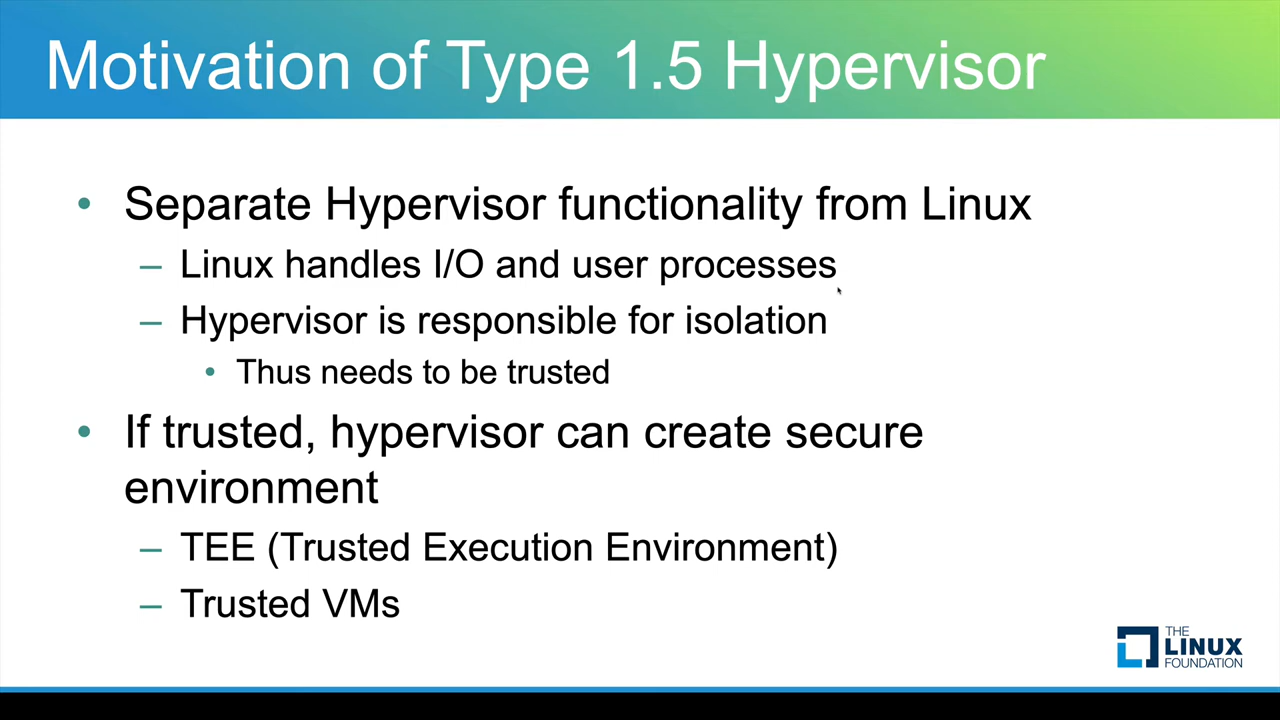 Motivation of Type 1.5 Hypervisor
• Separate Hypervisor functionality from Linux
– Linux handles I/O and user processes
– Hypervisor is responsible for isolation
• Thus needs to be trusted
• If trusted, hypervisor can create secure
environment
– TEE (Trusted Execution Environment)
– Trusted VMs
THE
LINUX
FOUNDATION